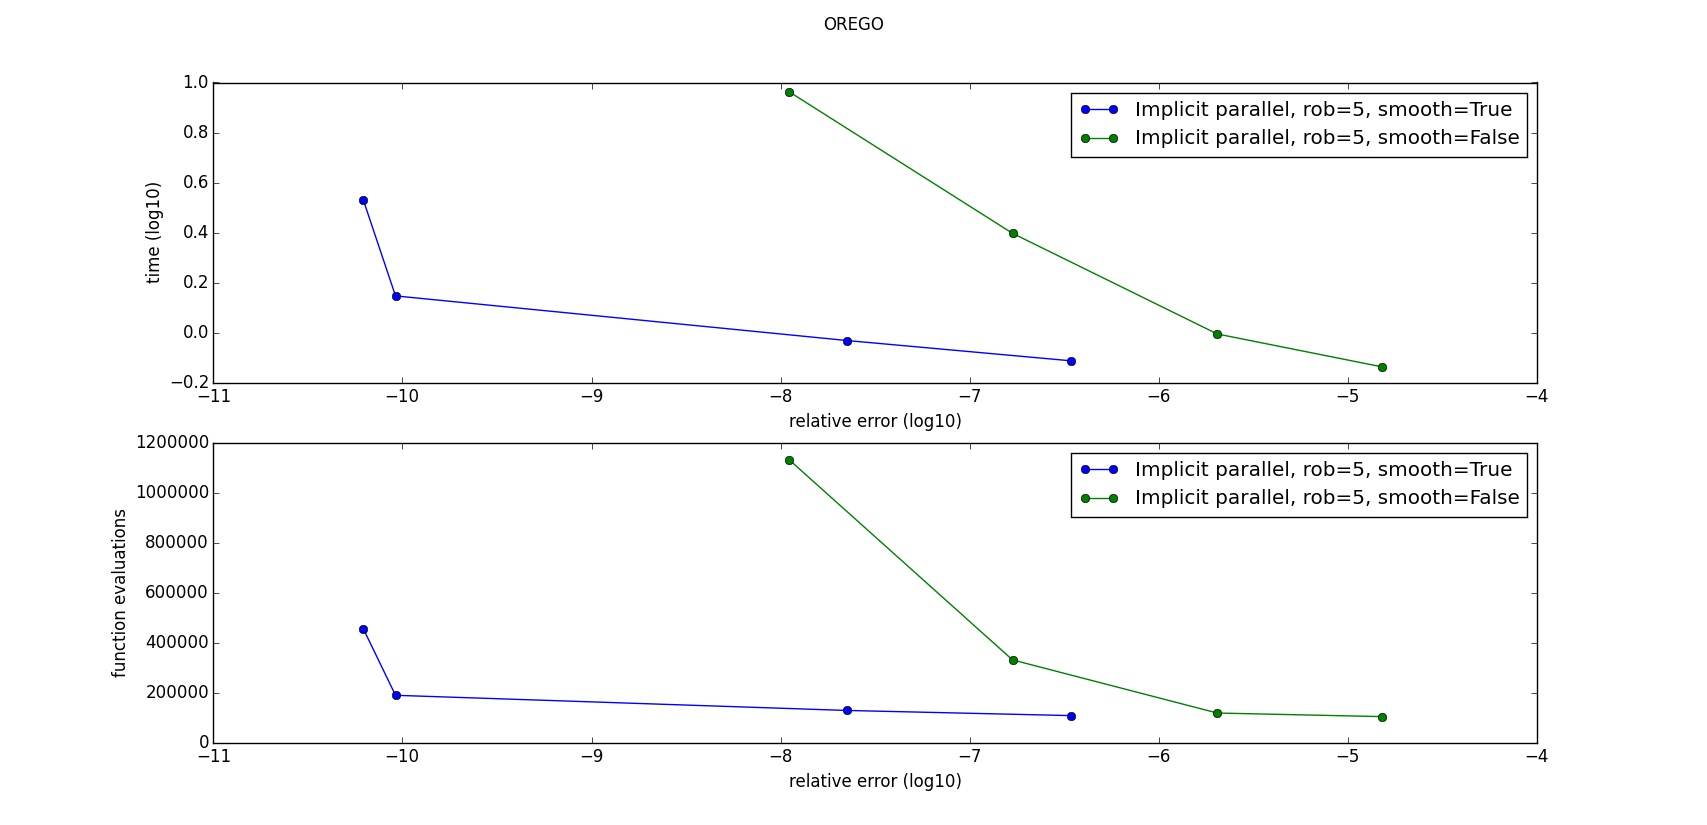 OREGO
1.0
0.8
0.6
0.4
0.2
0.0
−0.2
time (log10)
Implicit parallel, rob=5, smooth=True
Implicit parallel, rob=5, smooth=False
−11 −10 −9 −8 −7 −6 −5 −4
relative error (log10)
1200000
1000000
800000
600000
400000
200000
0
function evaluations
Implicit parallel, rob=5, smooth=True
Implicit parallel, rob=5, smooth=False
−11 −10 −9 −8 −7 −6 −5 −4
relative error (log10)